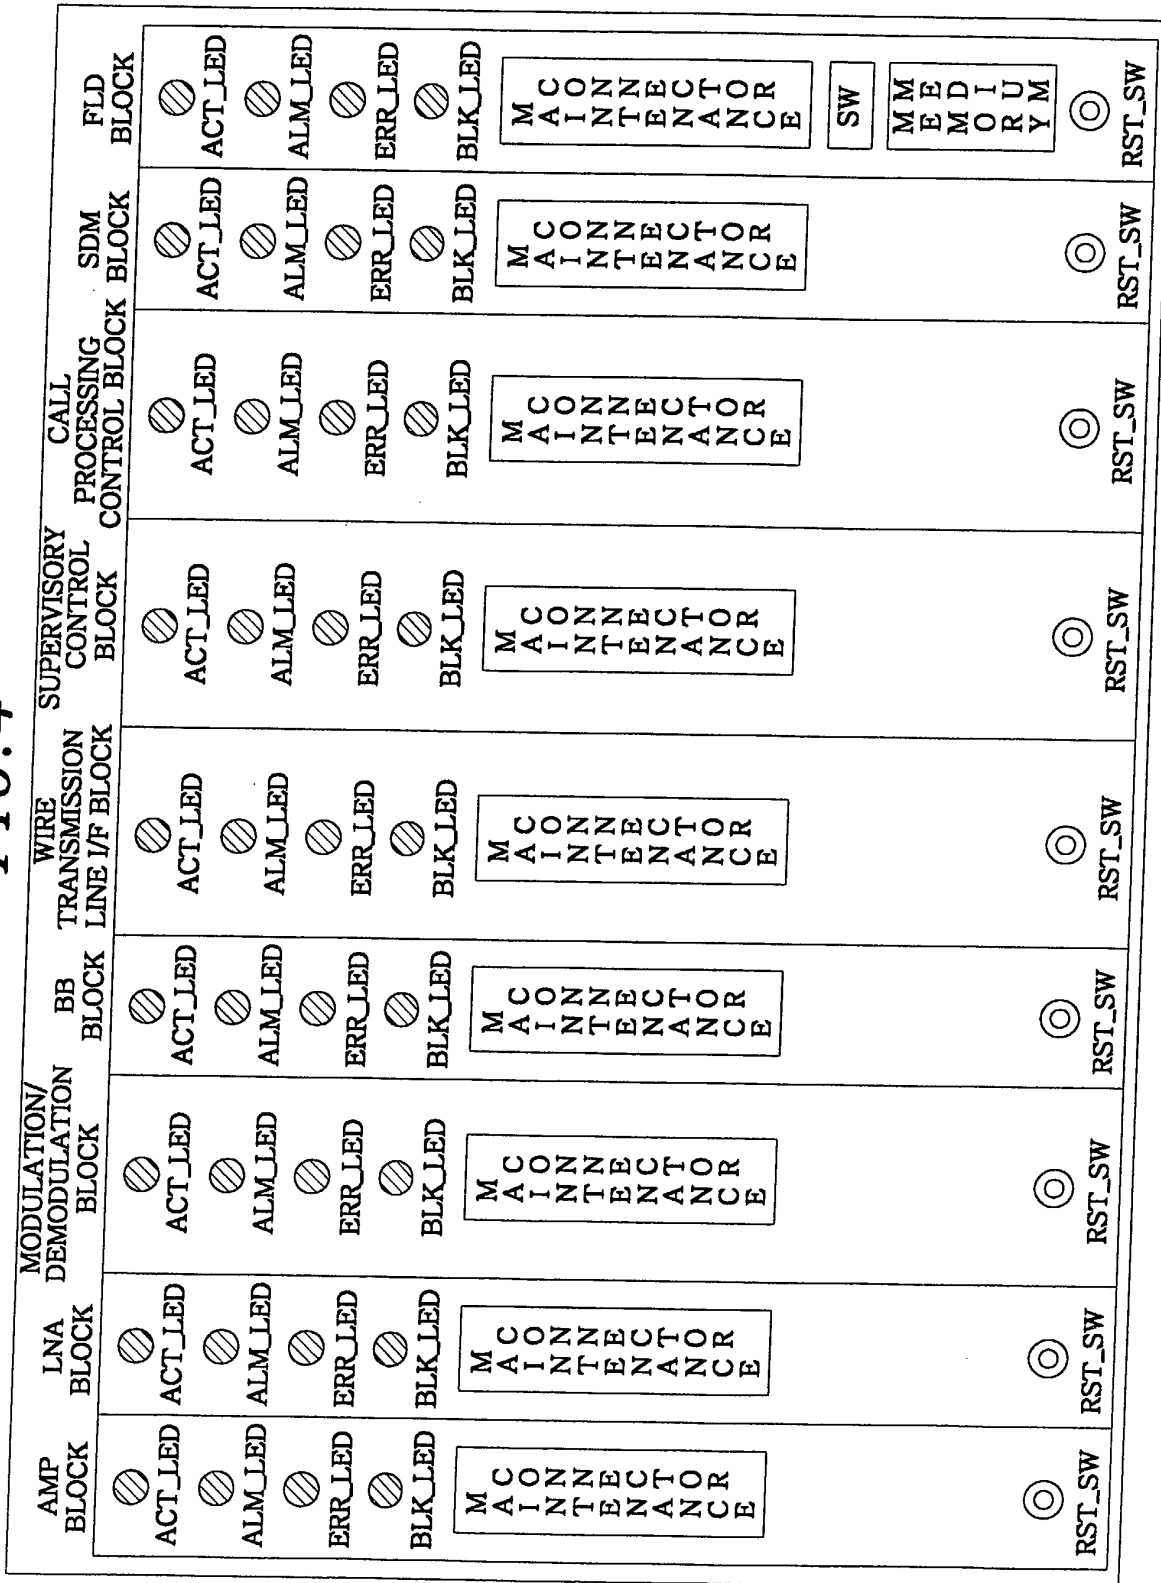 FIG.4
AMP
BLOCK
ACT_LED
ALM_LED
ERR_LED
BLK_LED
MAINTENANCE
CONNECTOR
RST_SW
LNA
BLOCK
ACT_LED
ALM_LED
ERR_LED
BLK_LED
MAINTENANCE
CONNECTOR
RST_SW
MODULATION/
DEMODULATION
BLOCK
ACT_LED
ALM_LED
ERR_LED
BLK_LED
MAINTENANCE
CONNECTOR
RST_SW
BB
BLOCK
ACT_LED
ALM_LED
ERR_LED
BLK_LED
MAINTENANCE
CONNECTOR
RST_SW
WIRE
TRANSMISSION
LINE I/F BLOCK
ACT_LED
ALM_LED
ERR_LED
BLK_LED
MAINTENANCE
CONNECTOR
RST_SW
SUPERVISORY
CONTROL
BLOCK
ACT_LED
ALM_LED
ERR_LED
BLK_LED
MAINTENANCE
CONNECTOR
RST_SW
CALL
PROCESSING
CONTROL BLOCK
ACT_LED
ALM_LED
ERR_LED
BLK_LED
MAINTENANCE
CONNECTOR
RST_SW
SDM
BLOCK
ACT_LED
ALM_LED
ERR_LED
BLK_LED
MAINTENANCE
CONNECTOR
RST_SW
FLD
BLOCK
ACT_LED
ALM_LED
ERR_LED
BLK_LED
MAINTENANCE
CONNECTOR
SW
MEMORY
MEDIUM
RST_SW